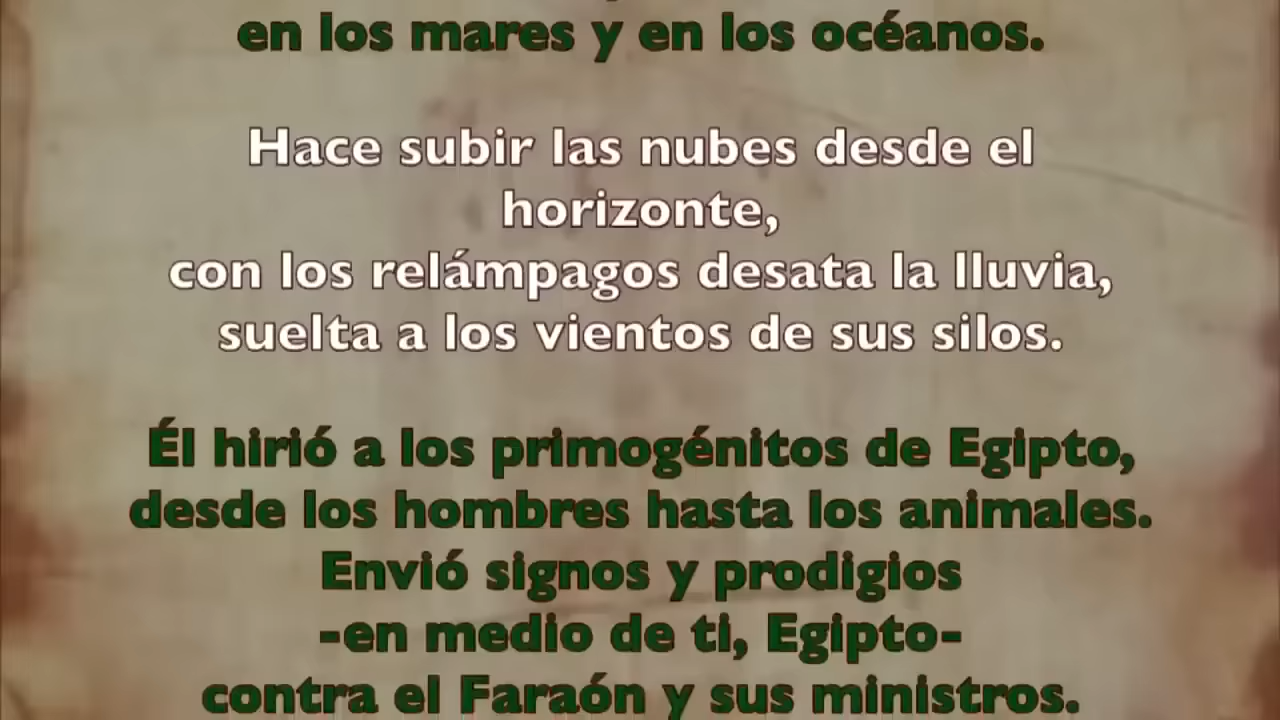 en los mares y en los océanos.
Hace subir las nubes desde el
horizonte,
con los relámpagos desata la lluvia,
suelta a los vientos de sus silos.
Él hirió a los primogénitos de Egipto,
desde los hombres hasta los animales.
Envió signos y prodigios
-en medio de ti, Egipto-
contra el Faraón y sus ministros.